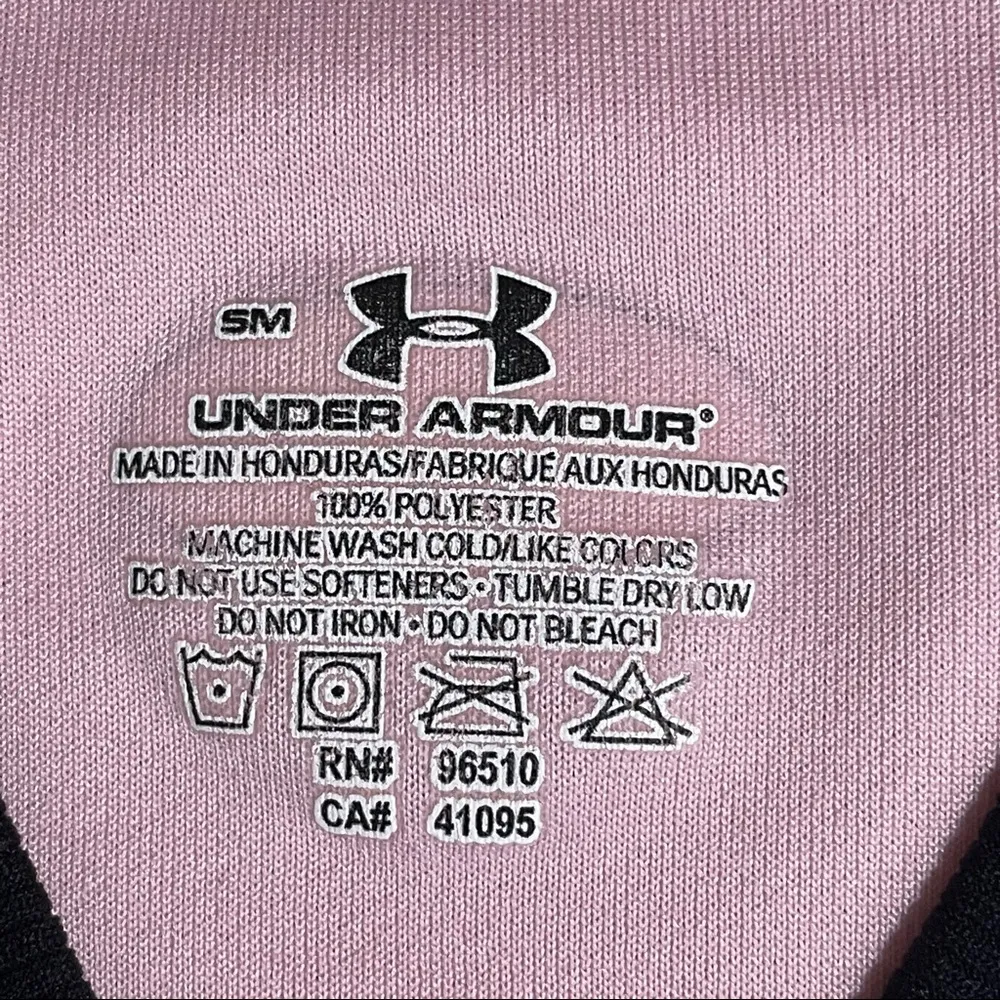 SM
UNDER ARMOUR®
MADE IN HONDURAS/FABRIQUÉ AUX HONDURAS
100% POLYESTER
MACHINE WASH COLD/LIKE COLORS
DO NOT USE SOFTENERS • TUMBLE DRY LOW
DO NOT IRON • DO NOT BLEACH
RN# 96510
CA# 41095